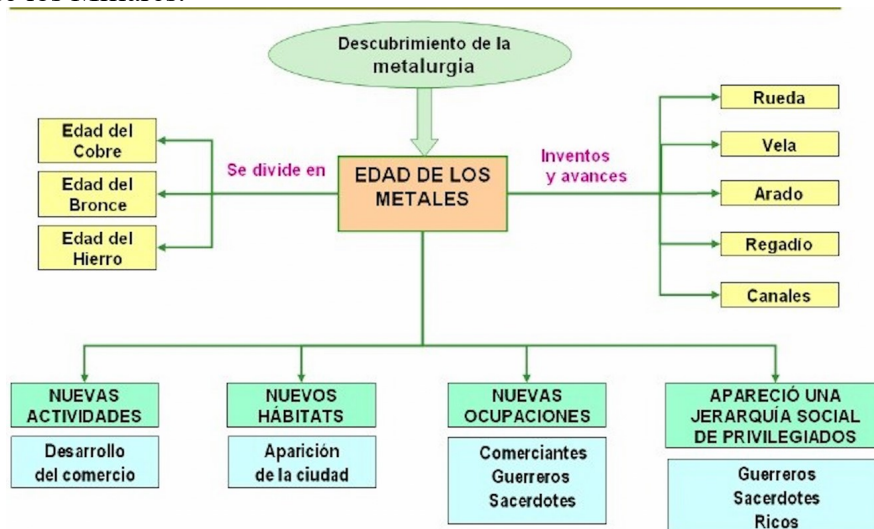 Descubrimiento de la
metalurgia
Edad del
Cobre
Edad del
Bronce
Edad del
Hierro
Se divide en
EDAD DE LOS
METALES
Inventos
y avances
Rueda
Vela
Arado
Regadío
Canales
NUEVAS
ACTIVIDADES
Desarrollo
del comercio
NUEVOS
HÁBITATS
Aparición
de la ciudad
NUEVAS
OCUPACIONES
Comerciantes
Guerreros
Sacerdotes
APARECIÓ UNA
JERARQUÍA SOCIAL
DE PRIVILEGIADOS
Guerreros
Sacerdotes
Ricos